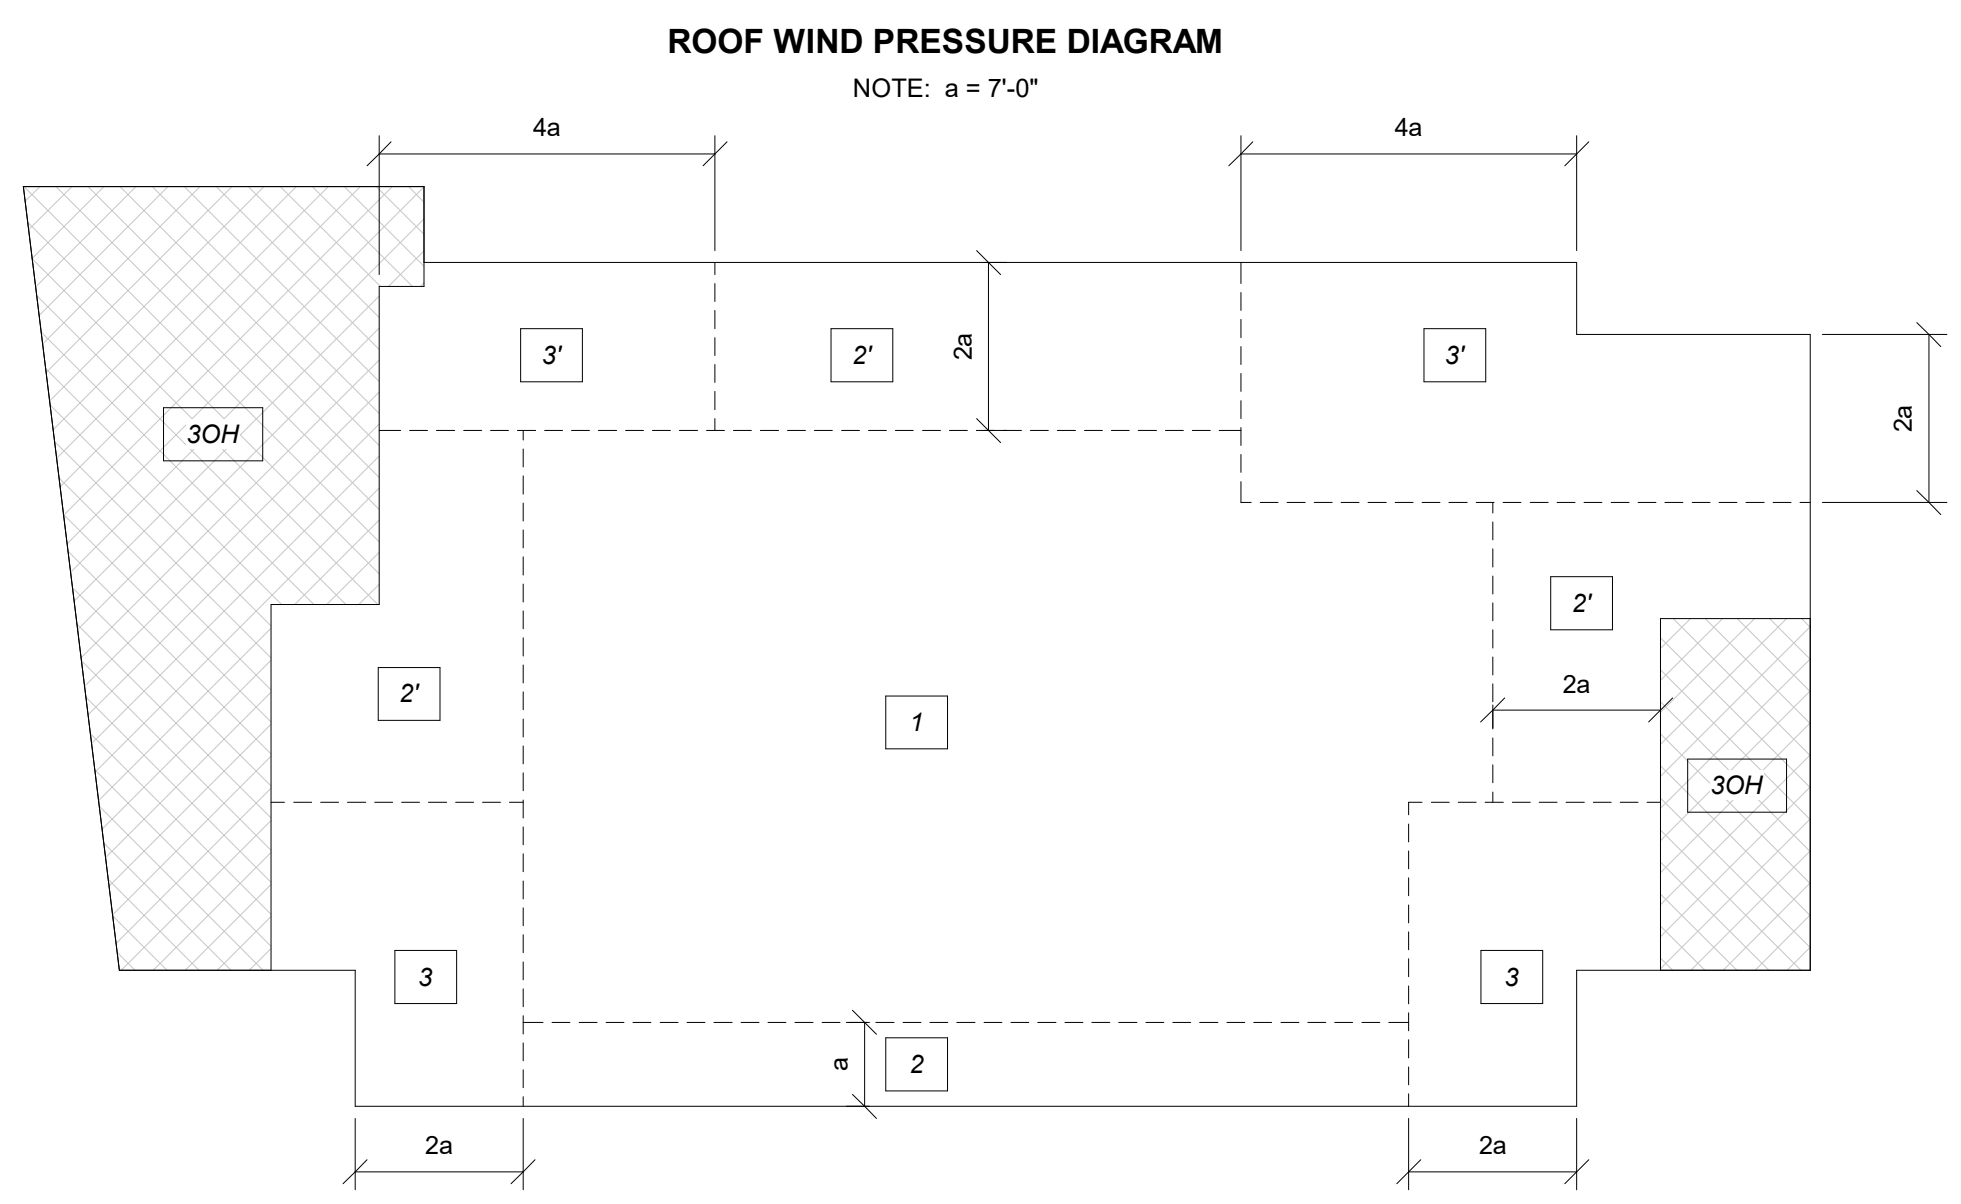 ROOF WIND PRESSURE DIAGRAM
NOTE: a = 7'-0"
4a
4a
3'
2'
2a
3'
2a
3OH
2'
2a
2'
1
3OH
3
3
a
2
2a
2a